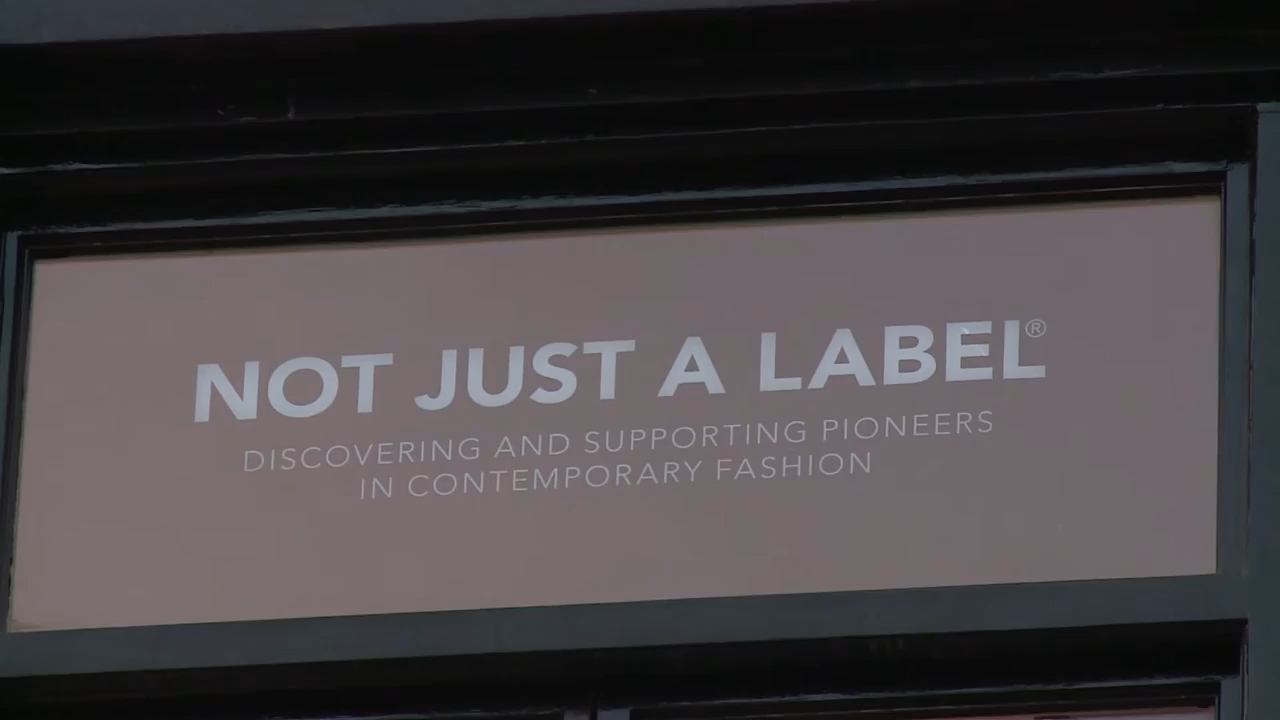 NOT JUST A LABEL®
DISCOVERING AND SUPPORTING PIONEERS
IN CONTEMPORARY FASHION